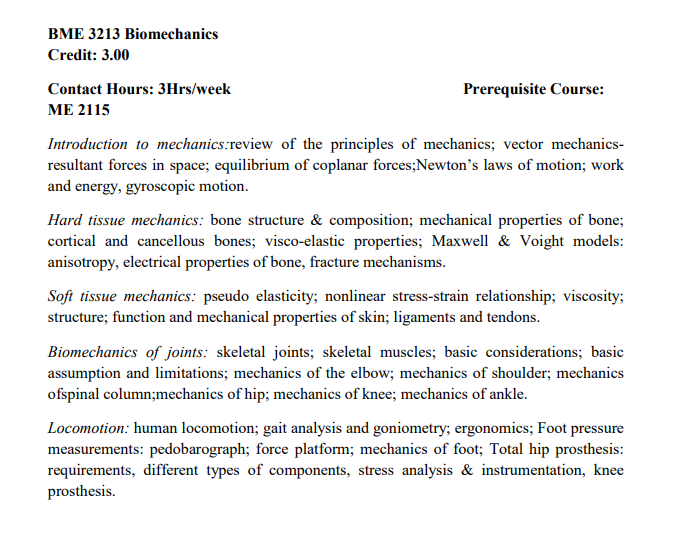 BME 3213 Biomechanics
Credit: 3.00
Contact Hours: 3Hrs/week Prerequisite Course:
ME 2115
Introduction to mechanics:review of the principles of mechanics; vector mechanics-
resultant forces in space; equilibrium of coplanar forces;Newton’s laws of motion; work
and energy, gyroscopic motion.
Hard tissue mechanics: bone structure & composition; mechanical properties of bone;
cortical and cancellous bones; visco-elastic properties; Maxwell & Voight models:
anisotropy, electrical properties of bone, fracture mechanisms.
Soft tissue mechanics: pseudo elasticity; nonlinear stress-strain relationship; viscosity;
structure; function and mechanical properties of skin; ligaments and tendons.
Biomechanics of joints: skeletal joints; skeletal muscles; basic considerations; basic
assumption and limitations; mechanics of the elbow; mechanics of shoulder; mechanics
ofspinal column;mechanics of hip; mechanics of knee; mechanics of ankle.
Locomotion: human locomotion; gait analysis and goniometry; ergonomics; Foot pressure
measurements: pedobarograph; force platform; mechanics of foot; Total hip prosthesis:
requirements, different types of components, stress analysis & instrumentation, knee
prosthesis.